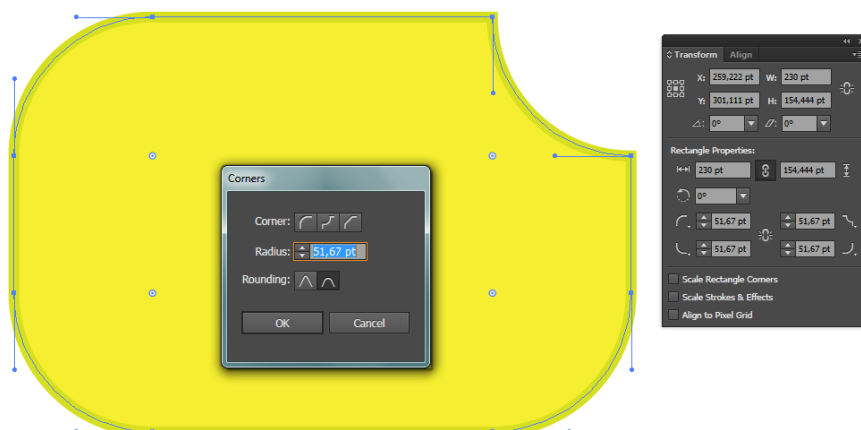 Transform Align
X: 259,222 pt W: 230 pt
Y: 301,111 pt H: 154,444 pt
0° 0°
Rectangle Properties:
230 pt 154,444 pt
0°
51,67 pt 51,67 pt
51,67 pt 51,67 pt
Scale Rectangle Corners
Scale Strokes & Effects
Align to Pixel Grid
Corners
Corner:
Radius: 51,67 pt
Rounding:
OK Cancel